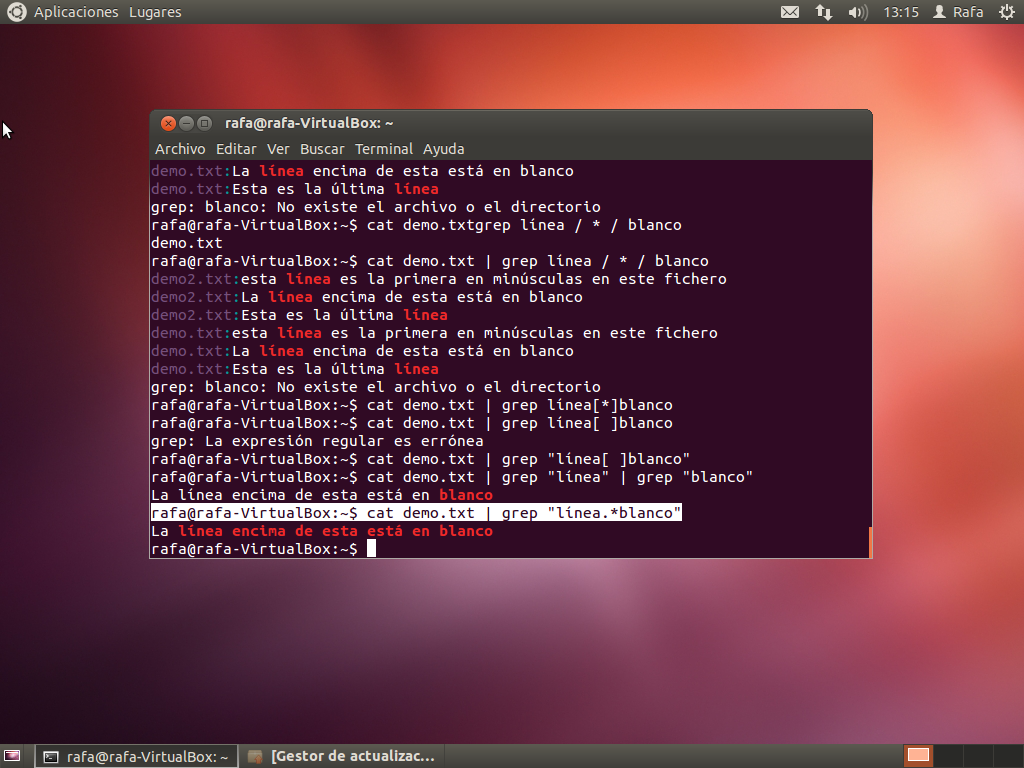 Aplicaciones Lugares 13:15 Rafa
rafa@rafa-VirtualBox: ~
Archivo Editar Ver Buscar Terminal Ayuda
demo.txt:La línea encima de esta está en blanco
demo.txt:Esta es la última línea
grep: blanco: No existe el archivo o el directorio
rafa@rafa-VirtualBox:~$ cat demo.txtgrep línea / * / blanco
demo.txt
rafa@rafa-VirtualBox:~$ cat demo.txt | grep línea / * / blanco
demo2.txt:esta línea es la primera en minúsculas en este fichero
demo2.txt:La línea encima de esta está en blanco
demo2.txt:Esta es la última línea
demo.txt:esta línea es la primera en minúsculas en este fichero
demo.txt:La línea encima de esta está en blanco
demo.txt:Esta es la última línea
grep: blanco: No existe el archivo o el directorio
rafa@rafa-VirtualBox:~$ cat demo.txt | grep línea[*]blanco
rafa@rafa-VirtualBox:~$ cat demo.txt | grep línea[ ]blanco
grep: La expresión regular es errónea
rafa@rafa-VirtualBox:~$ cat demo.txt | grep "línea[ ]blanco"
rafa@rafa-VirtualBox:~$ cat demo.txt | grep "línea" | grep "blanco"
La línea encima de esta está en blanco
rafa@rafa-VirtualBox:~$ cat demo.txt | grep "línea.*blanco"
La línea encima de esta está en blanco
rafa@rafa-VirtualBox:~$
rafa@rafa-VirtualBox: ~ [Gestor de actualizac...